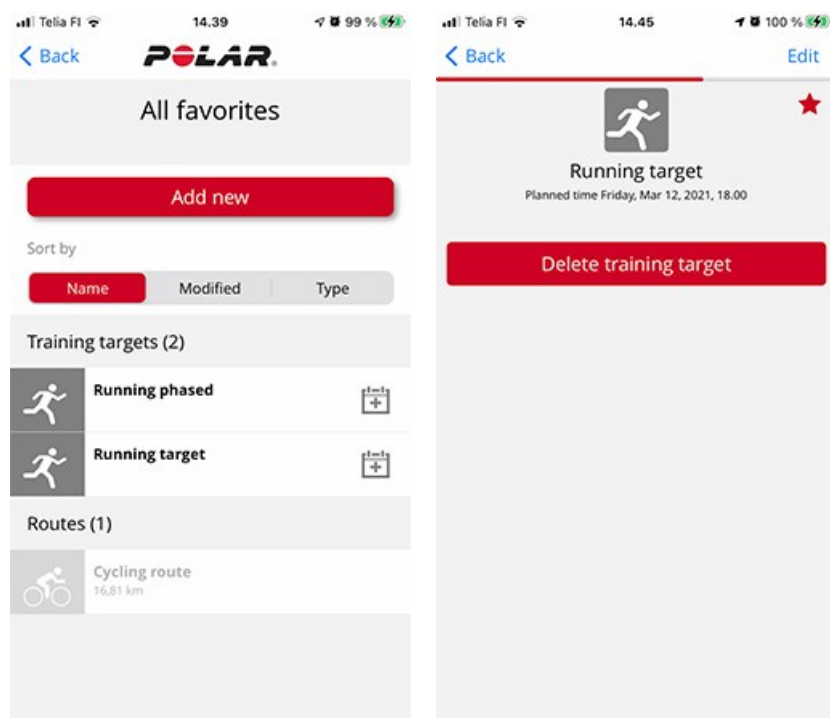 Telia FI 14.39 99 %
Back POLAR.
All favorites
Add new
Sort by
Name Modified Type
Training targets (2)
Running phased
Running target
Routes (1)
Cycling route
16,81 km
Telia FI 14.45 100 %
Back Edit
Running target
Planned time Friday, Mar 12, 2021, 18.00
Delete training target